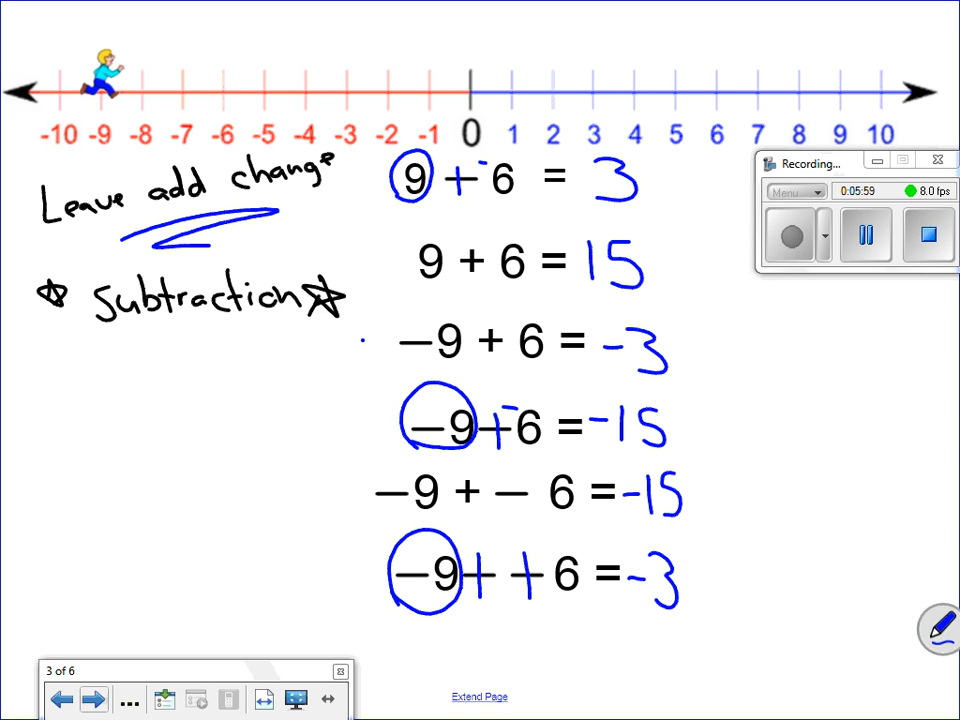 -10 -9 -8 -7 -6 -5 -4 -3 -2 -1 0 1 2 3 4 5 6 7 8 9 10
Leave add change
9 + -6 = 3
Recording...
Menu 0:05:59 8.0 fps
9 + 6 = 15
☆ subtraction ☆
−9 + 6 = -3
−9 + -6 = -15
−9 + − 6 = -15
−9 + + 6 = -3
3 of 6
...
Extend Page